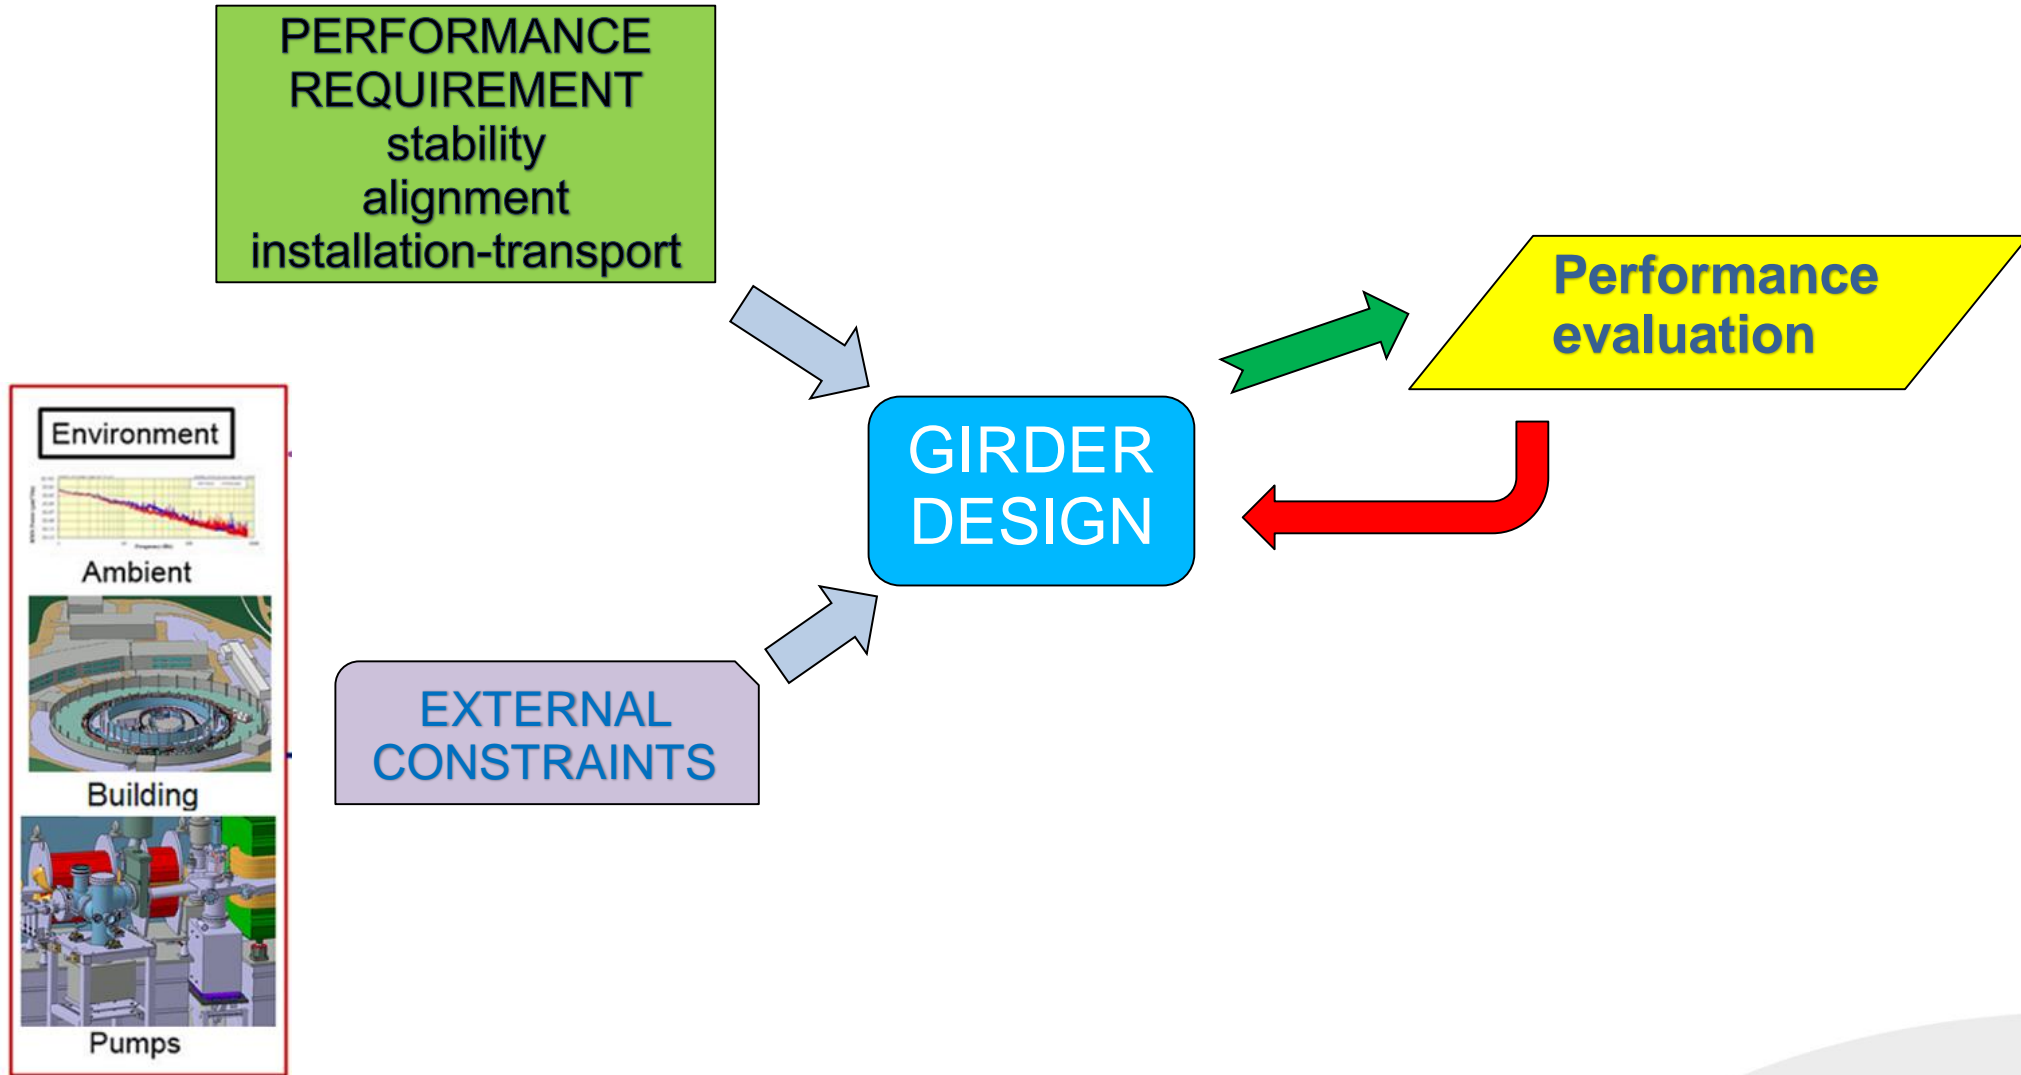 PERFORMANCE
REQUIREMENT
stability
alignment
installation-transport
Performance
evaluation
Environment
GIRDER
DESIGN
Ambient
EXTERNAL
CONSTRAINTS
Building
Pumps